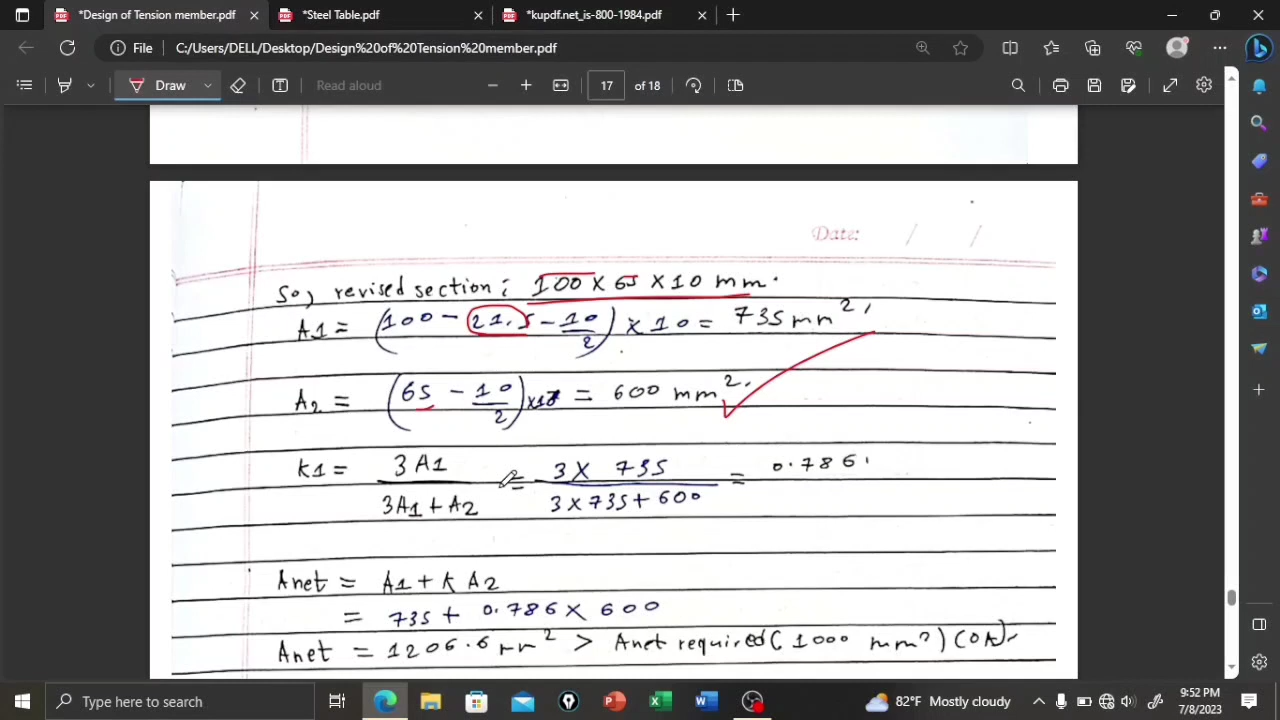 *Design of Tension member.pdf
*Steel Table.pdf
*kupdf.net_is-800-1984.pdf
File
C:/Users/DELL/Desktop/Design%20of%20Tension%20member.pdf
Draw
Read aloud
17
of 18
Date: / /
So, revised section: 100 x 65 x 10 mm.
A1 = (100 - 21.5 - 10/2) x 10 = 735 mm².
A2 = (65 - 10/2) x10 = 600 mm².
K1 = 3A1 / 3A1 + A2 = 3 x 735 / 3 x 735 + 600 = 0.786.
Anet = A1 + K A2
= 735 + 0.786 x 600
Anet = 1206.6 mm² > Anet required (1000 mm²) (OK).
Type here to search
82°F Mostly cloudy
9:52 PM
7/8/2023